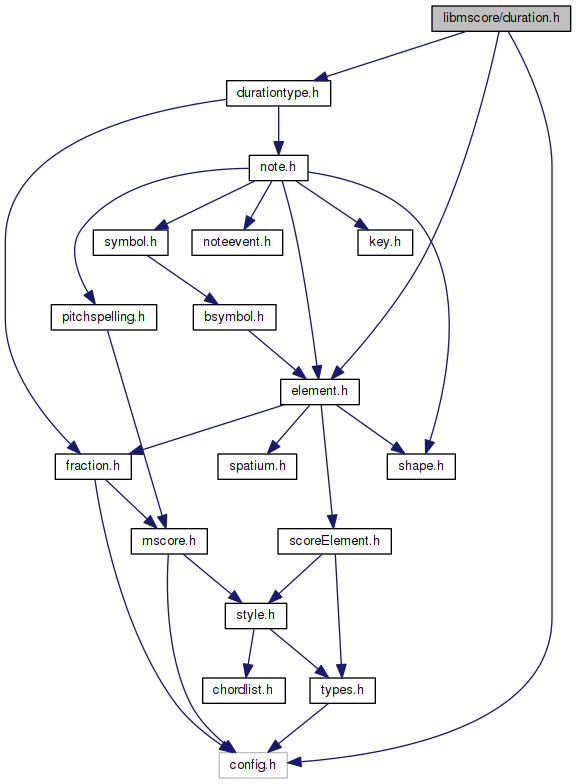 libmscore/duration.h
durationtype.h
note.h
symbol.h
noteevent.h
key.h
pitchspelling.h
bsymbol.h
element.h
fraction.h
spatium.h
shape.h
mscore.h
scoreElement.h
style.h
chordlist.h
types.h
config.h